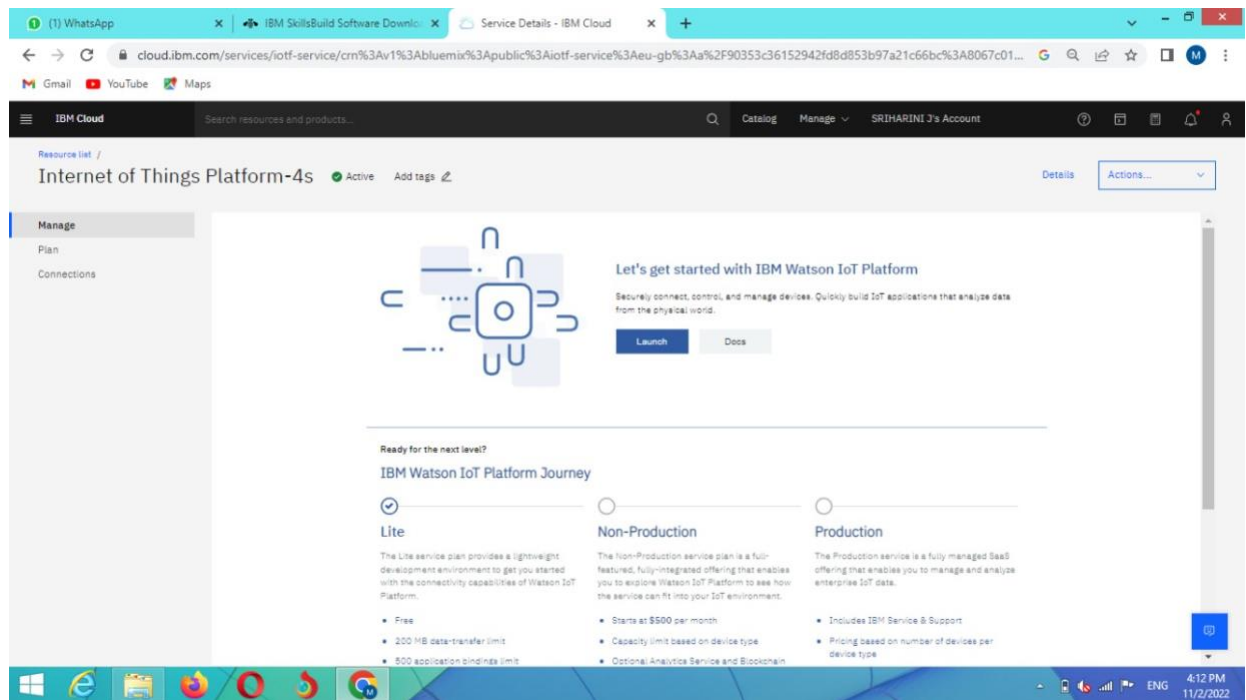 (1) WhatsApp
IBM SkillsBuild Software Downloa
Service Details - IBM Cloud
cloud.ibm.com/services/iotf-service/crn%3Av1%3Abluemix%3Apublic%3Aiotf-service%3Aeu-gb%3Aa%2F90353c36152942fd8d853b97a21c66bc%3A8067c01...
M
Gmail
YouTube
Maps
IBM Cloud
Search resources and products...
Catalog
Manage
SRIHARINI J's Account
Resource list /
Internet of Things Platform-4s
Active
Add tags
Details
Actions...
Manage
Plan
Connections
Let's get started with IBM Watson IoT Platform
Securely connect, control, and manage devices. Quickly build IoT applications that analyze data
from the physical world.
Launch
Docs
Ready for the next level?
IBM Watson IoT Platform Journey
Lite
The Lite service plan provides a lightweight
development environment to get you started
with the connectivity capabilities of Watson IoT
Platform.
• Free
• 200 MB data-transfer limit
• 500 application bindings limit
Non-Production
The Non-Production service plan is a full-
featured, fully-integrated offering that enables
you to explore Watson IoT Platform to see how
the service can fit into your IoT environment.
• Starts at $500 per month
• Capacity limit based on device type
• Optional Analytics Service and Blockchain
Production
The Production service is a fully managed SaaS
offering that enables you to manage and analyze
enterprise IoT data.
• Includes IBM Service & Support
• Pricing based on number of devices per
device type
ENG
4:12 PM
11/2/2022